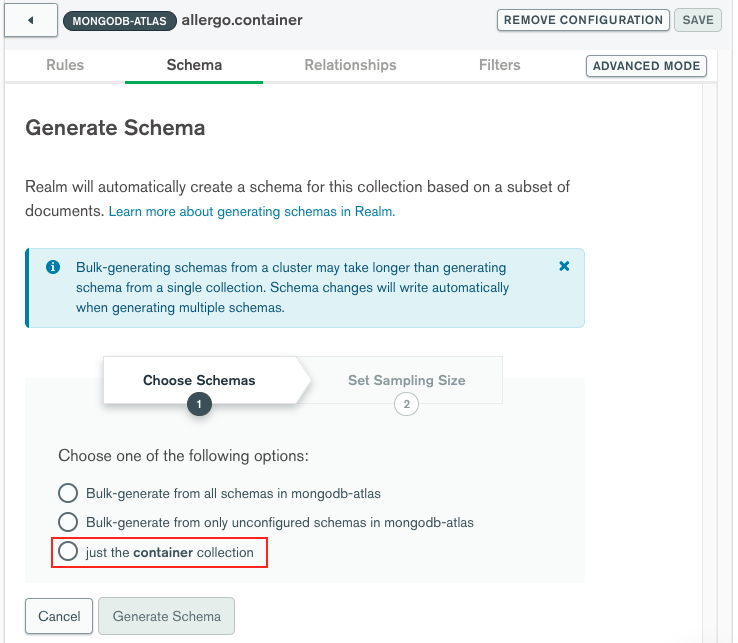 MONGODB-ATLAS allergo.container REMOVE CONFIGURATION SAVE
Rules Schema Relationships Filters ADVANCED MODE
Generate Schema
Realm will automatically create a schema for this collection based on a subset of
documents. Learn more about generating schemas in Realm.
Bulk-generating schemas from a cluster may take longer than generating
schema from a single collection. Schema changes will write automatically
when generating multiple schemas.
Choose Schemas Set Sampling Size
1 2
Choose one of the following options:
Bulk-generate from all schemas in mongodb-atlas
Bulk-generate from only unconfigured schemas in mongodb-atlas
just the container collection
Cancel Generate Schema